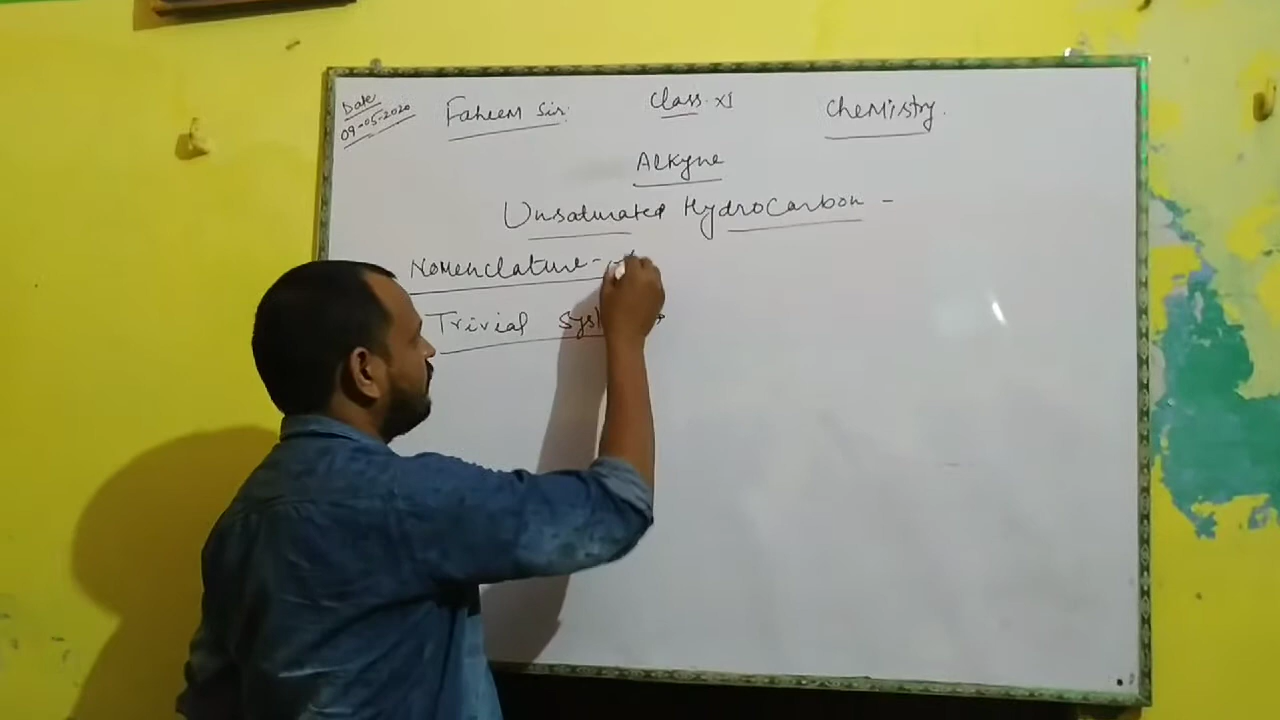 Date
09-05-2020
Faheem Sir:
Class. XI
Chemistry.
Alkyne
Unsaturated Hydrocarbon -
Nomenclature -
Trivial